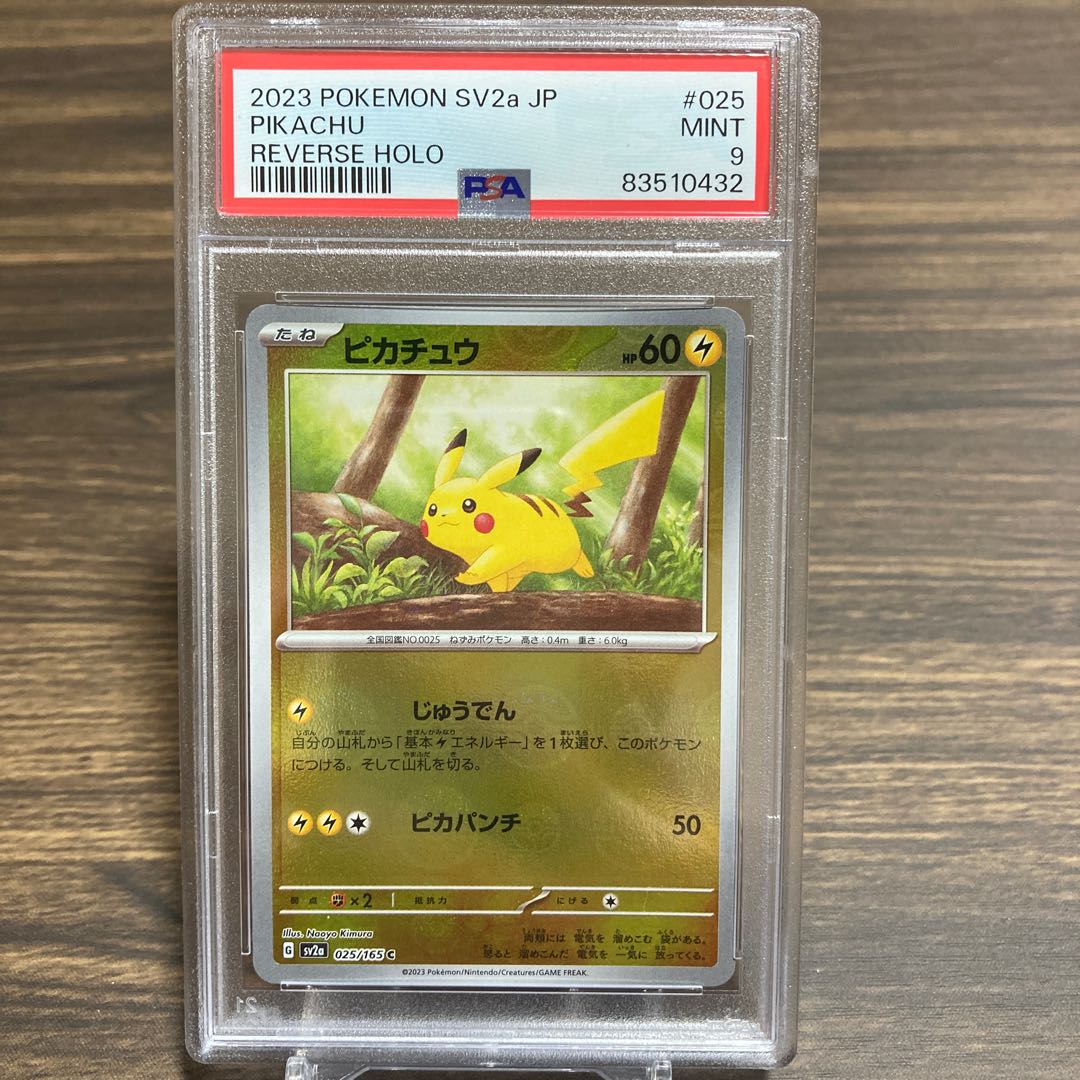 2023 POKEMON SV2a JP #025
PIKACHU MINT
REVERSE HOLO 9
PSA 83510432
たね ピカチュウ HP60
全国図鑑NO.0025 ねずみポケモン 高さ:0.4m 重さ:6.0kg
じゅうでん
自分の山札から「基本エネルギー」を1枚選び、このポケモン
につける。そして山札を切る。
ピカパンチ 50
弱点 ×2 抵抗力 にげる
Illus. Naoyo Kimura
両頬には 電気を 溜めこむ 袋がある。
怒ると 溜めこんだ 電気を 一気に 放ってくる。
G sv2a 025/165 C
©2023 Pokémon/Nintendo/Creatures/GAME FREAK.